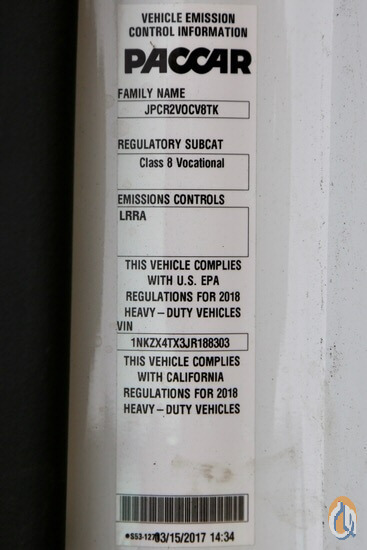 VEHICLE EMISSION
CONTROL INFORMATION
PACCAR
FAMILY NAME
JPCR2VOCV8TK
REGULATORY SUBCAT
Class 8 Vocational
EMISSIONS CONTROLS
LRRA
THIS VEHICLE COMPLIES
WITH U.S. EPA
REGULATIONS FOR 2018
HEAVY-DUTY VEHICLES
VIN
1NKZX4TX3JR188303
THIS VEHICLE COMPLIES
WITH CALIFORNIA
REGULATIONS FOR 2018
HEAVY-DUTY VEHICLES
03/15/2017 14:34